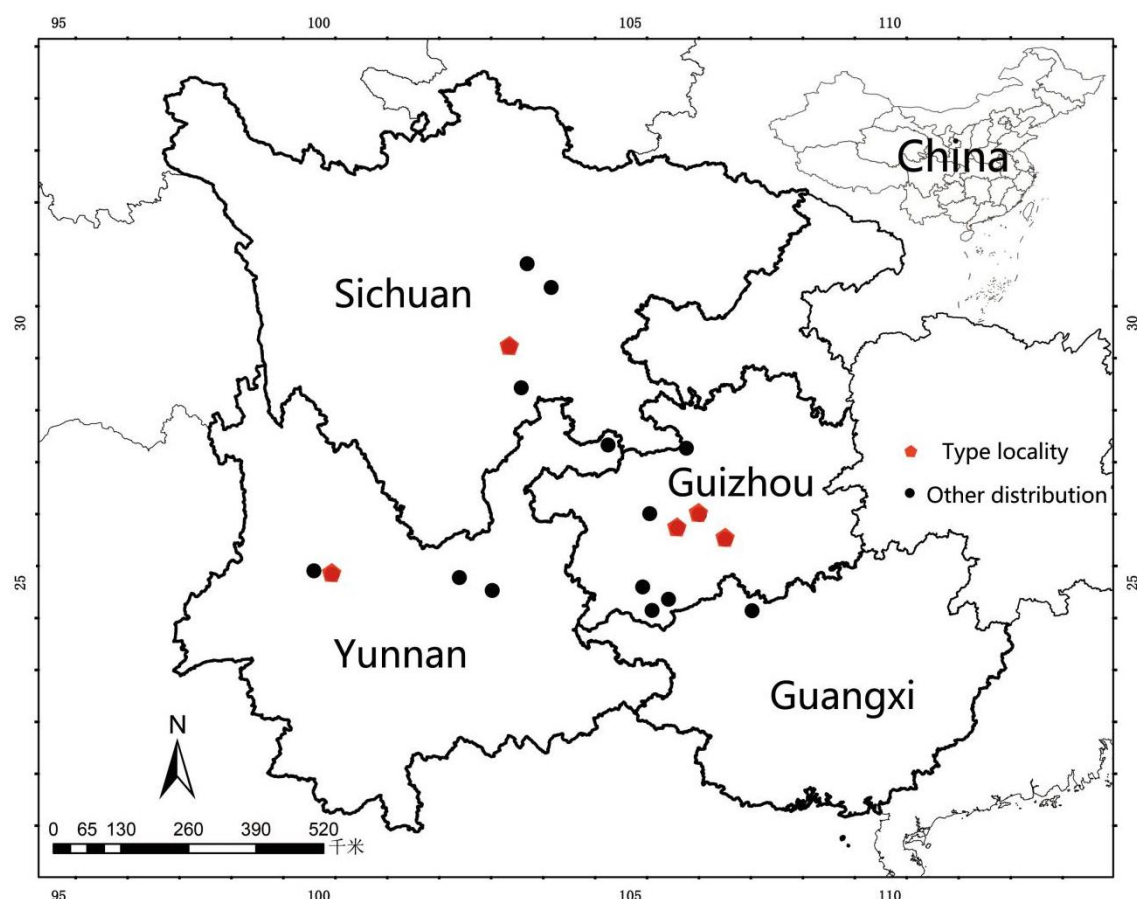 95 100 105 110
China
Sichuan
30 30
Type locality
Guizhou
Other distribution
25 25
Yunnan
Guangxi
N
0 65 130 260 390 520
千米
95 100 105 110